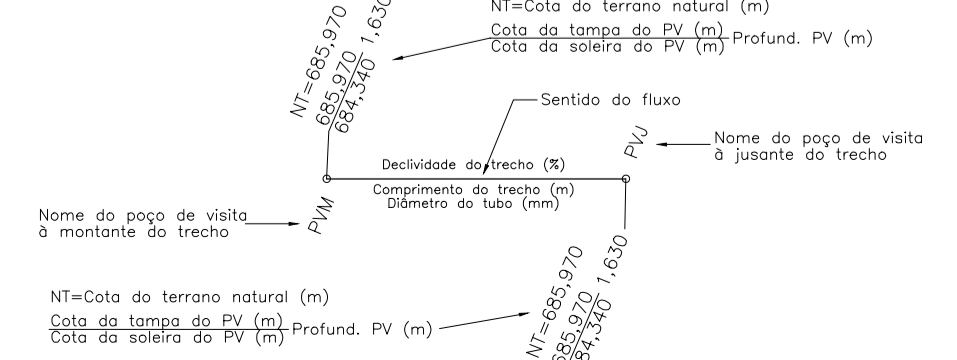 NT=Cota do terrano natural (m)
NT=685,970
685,970
684,340
1,630
Cota da tampa do PV (m)
Cota da soleira do PV (m)
Profund. PV (m)
Sentido do fluxo
PVJ
Nome do poço de visita
à jusante do trecho
Declividade do trecho (%)
Comprimento do trecho (m)
Diâmetro do tubo (mm)
PVM
Nome do poço de visita
à montante do trecho
NT=685,970
685,970
684,340
1,630
NT=Cota do terrano natural (m)
Cota da tampa do PV (m)
Cota da soleira do PV (m)
Profund. PV (m)